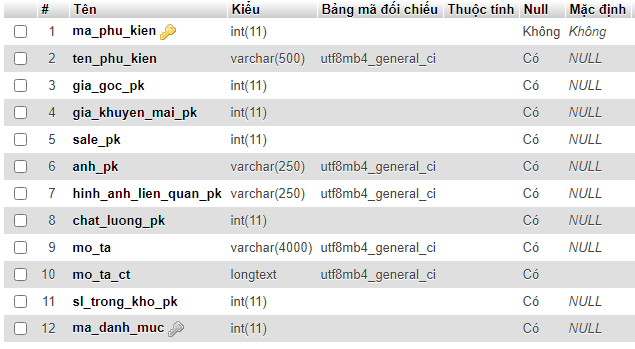 # Tên Kiểu Bảng mã đối chiếu Thuộc tính Null Mặc định
1 ma_phu_kien int(11) Không Không
2 ten_phu_kien varchar(500) utf8mb4_general_ci Có NULL
3 gia_goc_pk int(11) Có NULL
4 gia_khuyen_mai_pk int(11) Có NULL
5 sale_pk int(11) Có NULL
6 anh_pk varchar(250) utf8mb4_general_ci Có NULL
7 hinh_anh_lien_quan_pk varchar(250) utf8mb4_general_ci Có NULL
8 chat_luong_pk int(11) Có NULL
9 mo_ta varchar(4000) utf8mb4_general_ci Có NULL
10 mo_ta_ct longtext utf8mb4_general_ci Có
11 sl_trong_kho_pk int(11) Có NULL
12 ma_danh_muc int(11) Có NULL